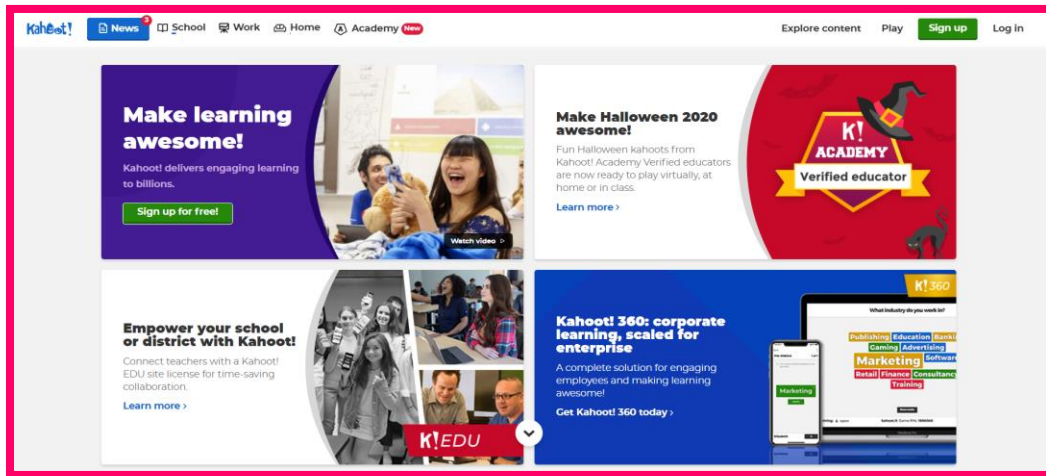 Kahoot!
News 3 School Work Home Academy New
Explore content Play Sign up Log in
Make learning
awesome!
Kahoot! delivers engaging learning
to billions.
Sign up for free!
Watch video >
Make Halloween 2020
awesome!
Fun Halloween kahoots from
Kahoot! Academy Verified educators
are now ready to play virtually, at
home or in class.
Learn more ›
K!
ACADEMY
Verified educator
Empower your school
or district with Kahoot!
Connect teachers with a Kahoot!
EDU site license for time-saving
collaboration.
Learn more ›
K!EDU
Kahoot! 360: corporate
learning, scaled for
enterprise
A complete solution for engaging
employees and making learning
awesome!
Get Kahoot! 360 today ›
K! 360
What industry do you work in?
Publishing Education Banki
Gaming Advertising
Marketing Software
Retail Finance Consultancy
Training
Marketing